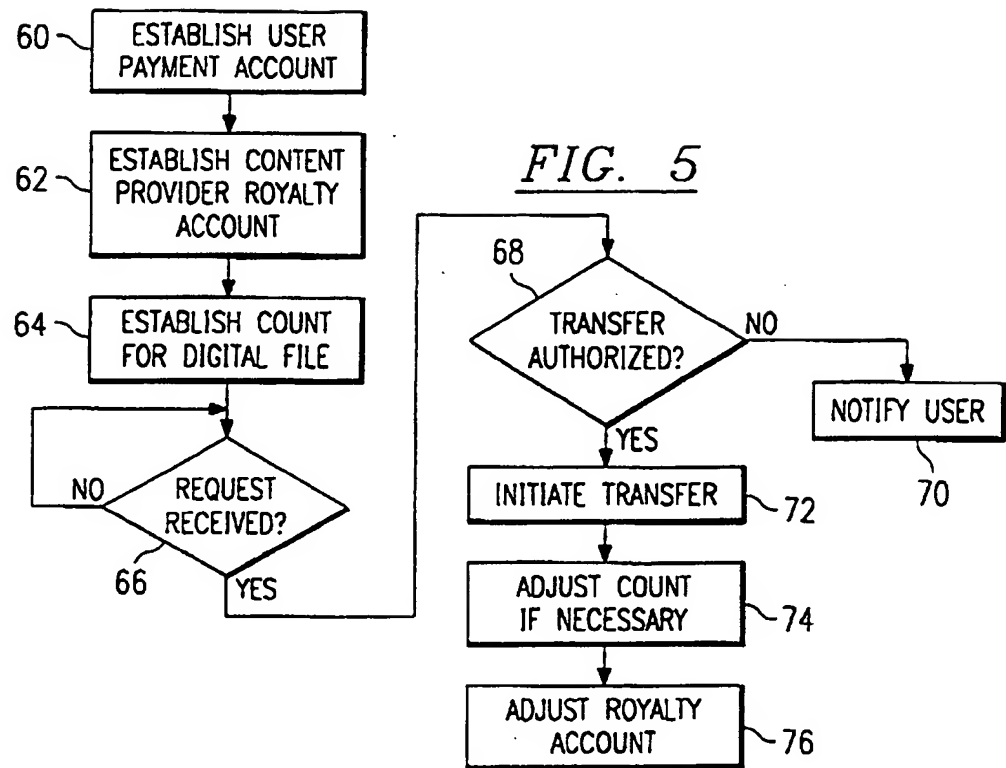 60
ESTABLISH USER
PAYMENT ACCOUNT
62
ESTABLISH CONTENT
PROVIDER ROYALTY
ACCOUNT
64
ESTABLISH COUNT
FOR DIGITAL FILE
NO
REQUEST
RECEIVED?
66
YES
FIG. 5
68
TRANSFER
AUTHORIZED?
NO
NOTIFY USER
70
YES
INITIATE TRANSFER
72
ADJUST COUNT
IF NECESSARY
74
ADJUST ROYALTY
ACCOUNT
76